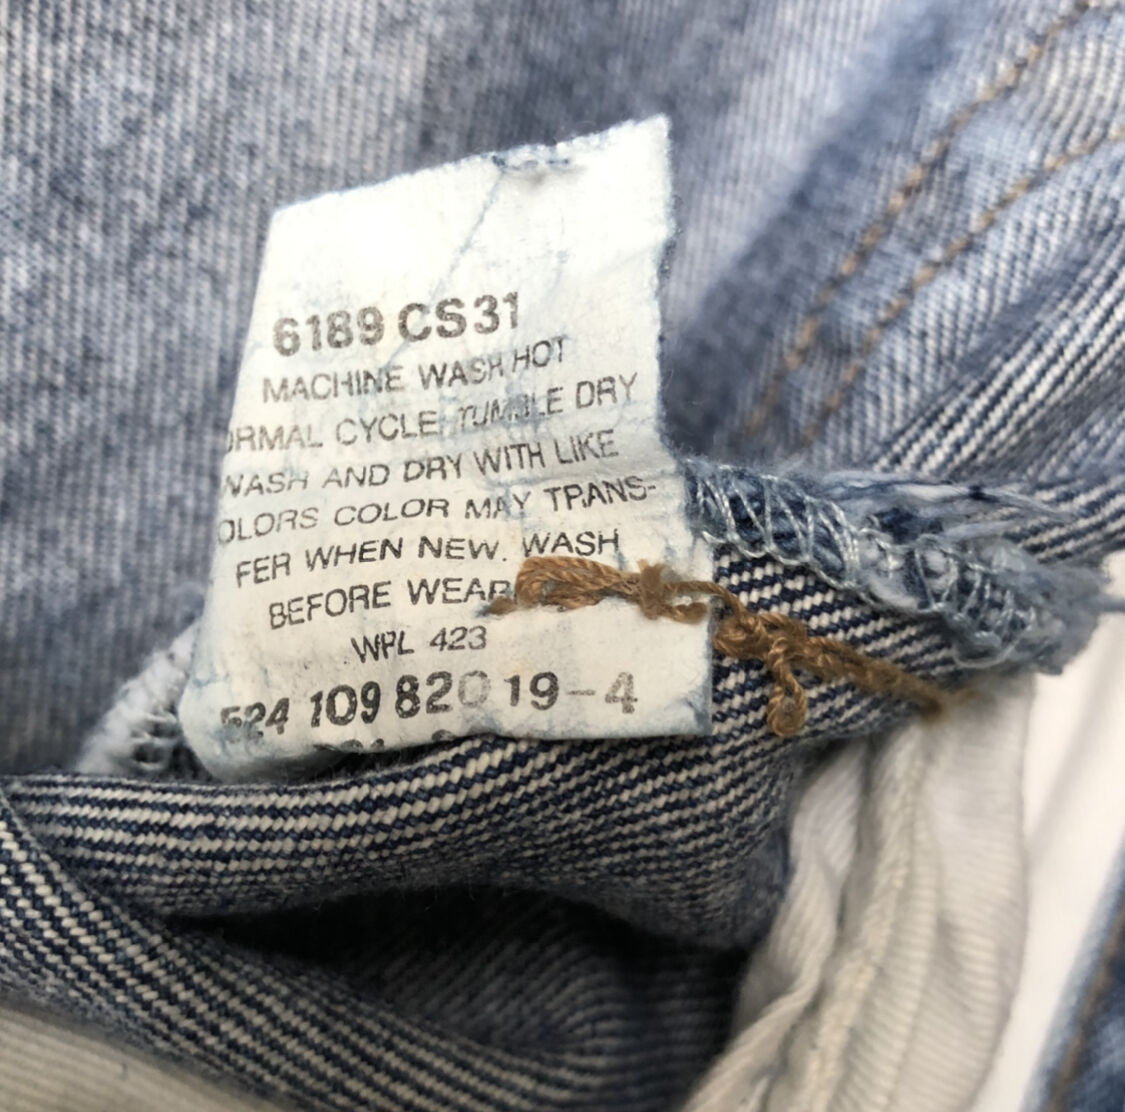 6189 CS31
MACHINE WASH HOT
ORMAL CYCLE TUMBLE DRY
WASH AND DRY WITH LIKE
OLORS COLOR MAY TRANS-
FER WHEN NEW. WASH
BEFORE WEAR
WPL 423
524 109 820 19-4